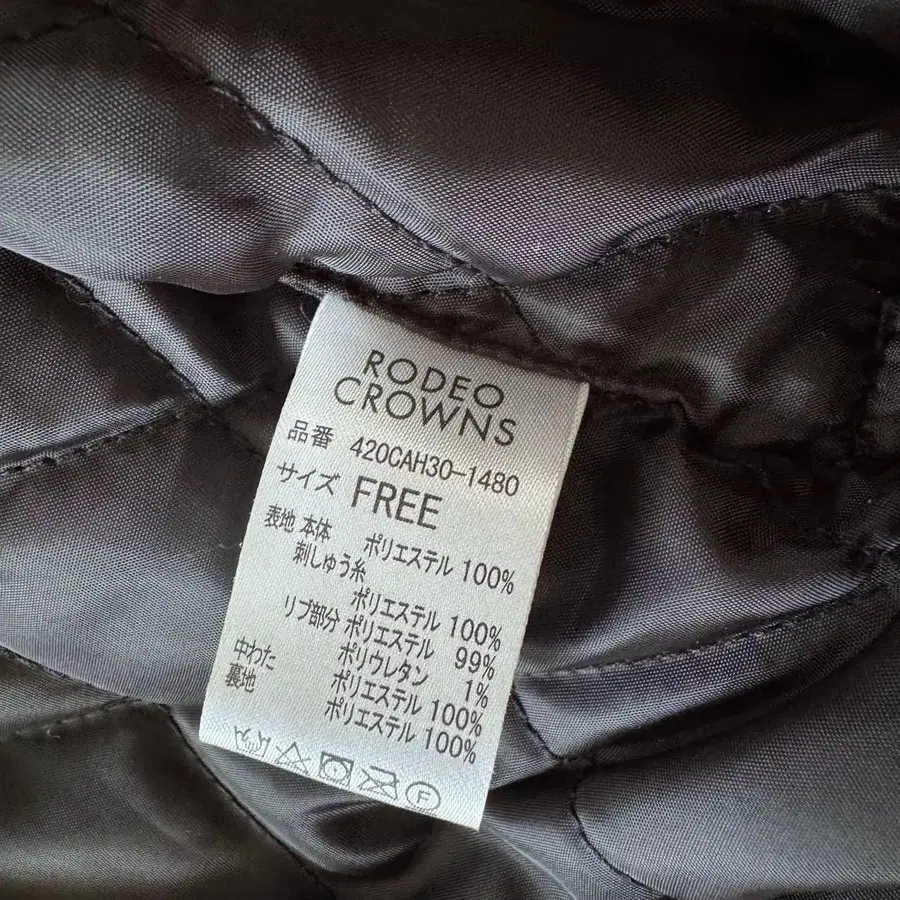 RODEO
CROWNS
品番 420CAH30-1480
サイズ FREE
表地 本体 ポリエステル 100%
刺しゅう糸
ポリエステル 100%
リブ部分 ポリエステル 99%
ポリウレタン 1%
中わた ポリエステル 100%
裏地 ポリエステル 100%
F